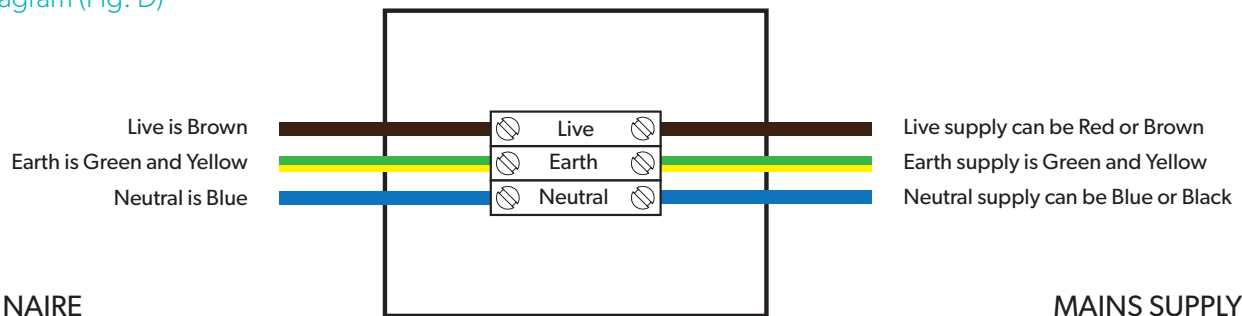 agram (Fig. D)
Live is Brown
Live
Live supply can be Red or Brown
Earth is Green and Yellow
Earth
Earth supply is Green and Yellow
Neutral is Blue
Neutral
Neutral supply can be Blue or Black
NAIRE
MAINS SUPPLY